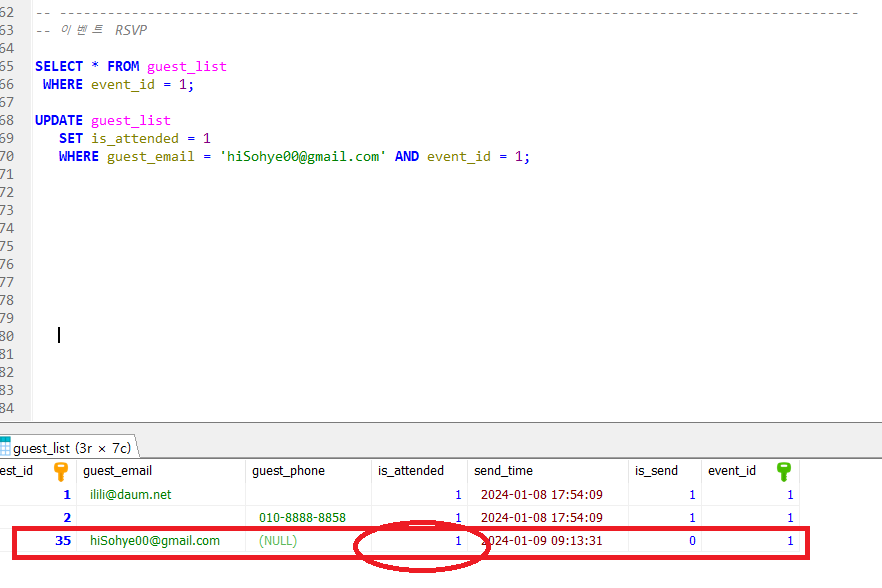 62 -- ----------------------------------------------------------------------------------------------------
63 -- 이벤트 RSVP
64
65 SELECT * FROM guest_list
66 WHERE event_id = 1;
67
68 UPDATE guest_list
69 SET is_attended = 1
70 WHERE guest_email = 'hiSohye00@gmail.com' AND event_id = 1;
71
72
73
74
75
76
77
78
79
80
81
82
83
84
guest_list (3r × 7c)
est_id guest_email guest_phone is_attended send_time is_send event_id
1 ilili@daum.net 1 2024-01-08 17:54:09 1 1
2 010-8888-8858 1 2024-01-08 17:54:09 1 1
35 hiSohye00@gmail.com (NULL) 1 2024-01-09 09:13:31 0 1